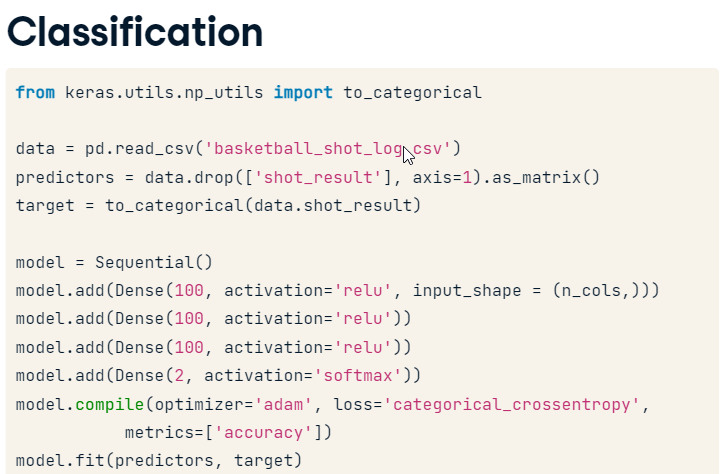 Classification
from keras.utils.np_utils import to_categorical
data = pd.read_csv('basketball_shot_log.csv')
predictors = data.drop(['shot_result'], axis=1).as_matrix()
target = to_categorical(data.shot_result)
model = Sequential()
model.add(Dense(100, activation='relu', input_shape = (n_cols,)))
model.add(Dense(100, activation='relu'))
model.add(Dense(100, activation='relu'))
model.add(Dense(2, activation='softmax'))
model.compile(optimizer='adam', loss='categorical_crossentropy',
metrics=['accuracy'])
model.fit(predictors, target)